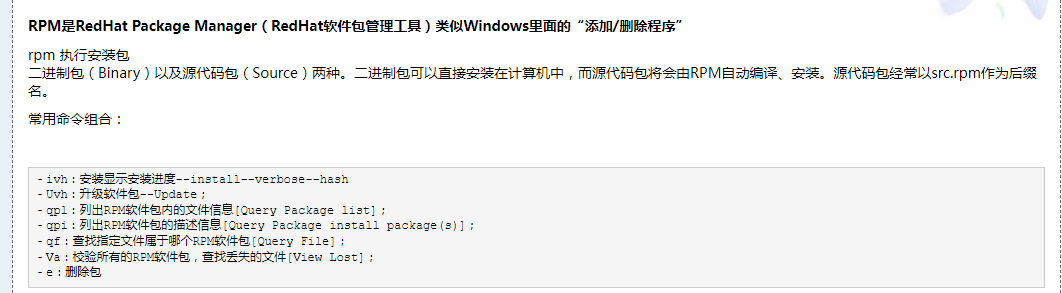 RPM是RedHat Package Manager（RedHat软件包管理工具）类似Windows里面的“添加/删除程序”
rpm 执行安装包
二进制包（Binary）以及源代码包（Source）两种。二进制包可以直接安装在计算机中，而源代码包将会由RPM自动编译、安装。源代码包经常以src.rpm作为后缀
名。
常用命令组合：
-ivh：安装显示安装进度--install--verbose--hash
-Uvh：升级软件包--Update；
-qpl：列出RPM软件包内的文件信息[Query Package list]；
-qpi：列出RPM软件包的描述信息[Query Package install package(s)]；
-qf：查找指定文件属于哪个RPM软件包[Query File]；
-Va：校验所有的RPM软件包，查找丢失的文件[View Lost]；
-e：删除包